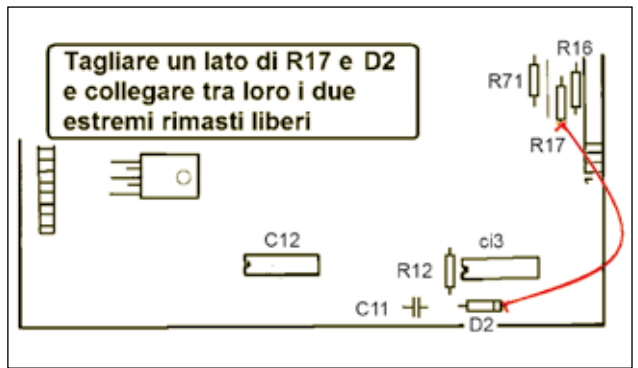 Tagliare un lato di R17 e D2
e collegare tra loro i due
estremi rimasti liberi
R16
R71
R17
C12
ci3
R12
C11
D2